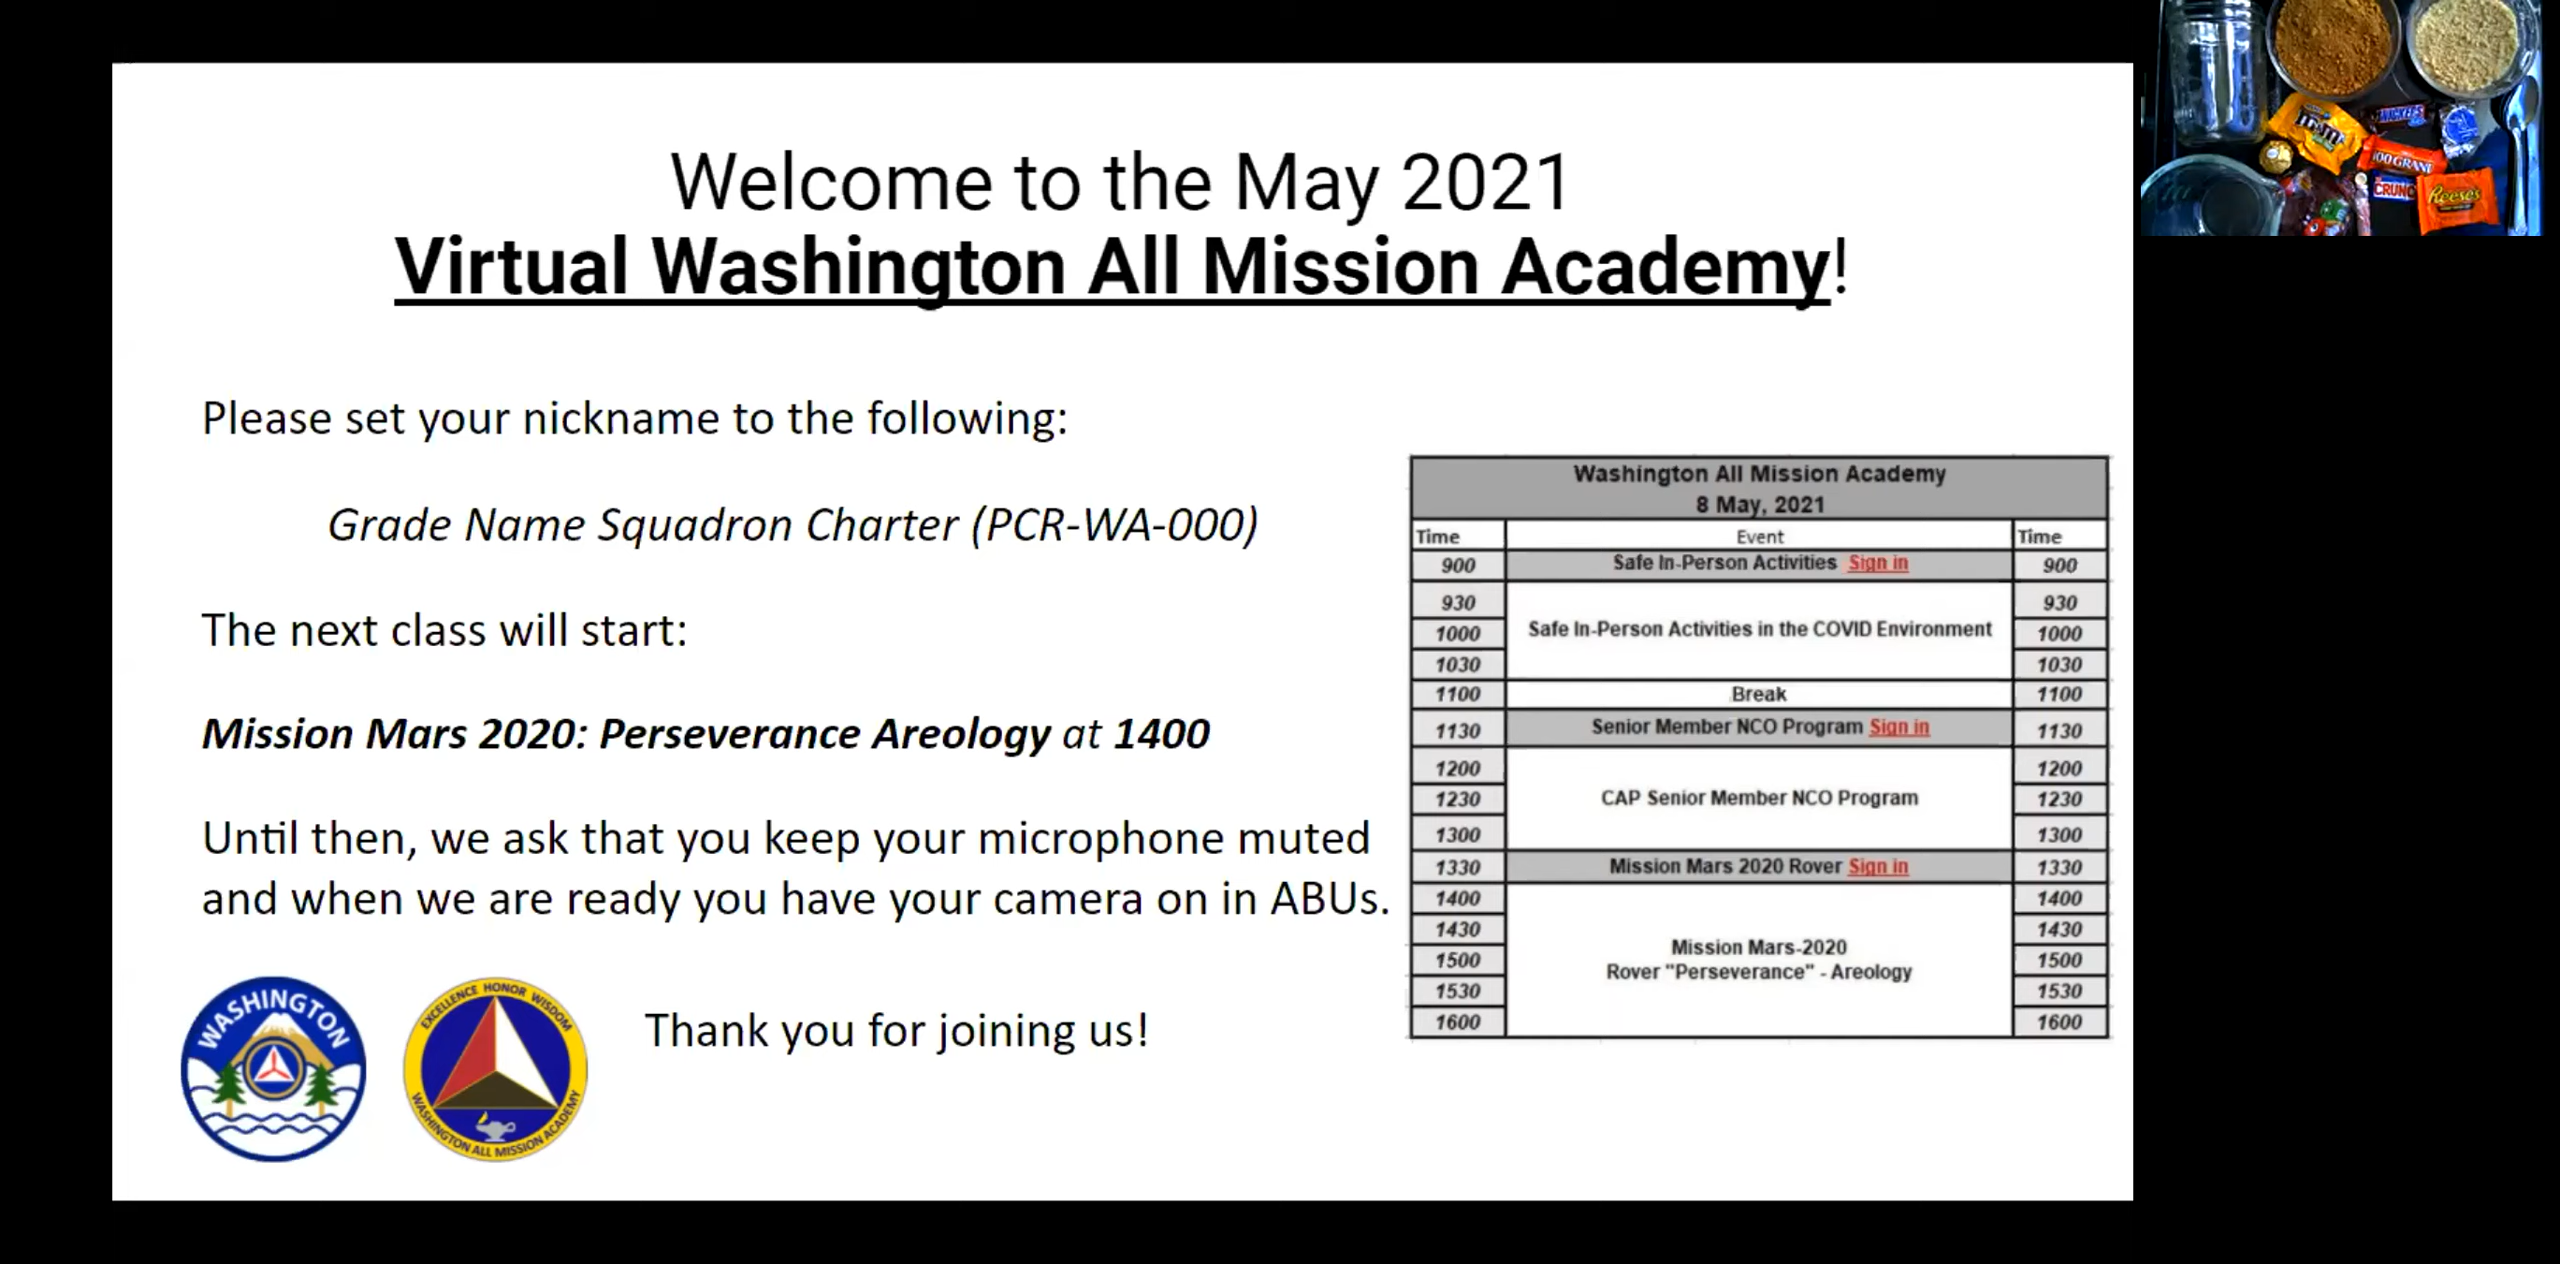 Welcome to the May 2021
Virtual Washington All Mission Academy!
Please set your nickname to the following:
Grade Name Squadron Charter (PCR-WA-000)
The next class will start:
Mission Mars 2020: Perseverance Areology at 1400
Until then, we ask that you keep your microphone muted
and when we are ready you have your camera on in ABUs.
Thank you for joining us!
WASHINGTON
EXCELLENCE HONOR WISDOM
WASHINGTON ALL MISSION ACADEMY
Washington All Mission Academy
8 May, 2021
Time Event Time
900 Safe In-Person Activities Sign in 900
930 930
1000 Safe In-Person Activities in the COVID Environment 1000
1030 1030
1100 Break 1100
1130 Senior Member NCO Program Sign in 1130
1200 1200
1230 CAP Senior Member NCO Program 1230
1300 1300
1330 Mission Mars 2020 Rover Sign in 1330
1400 1400
1430 1430
Mission Mars-2020
1500 Rover "Perseverance" - Areology 1500
1530 1530
1600 1600
m&m's
SNICKERS
100 GRAND
CRUNCH
Reese's